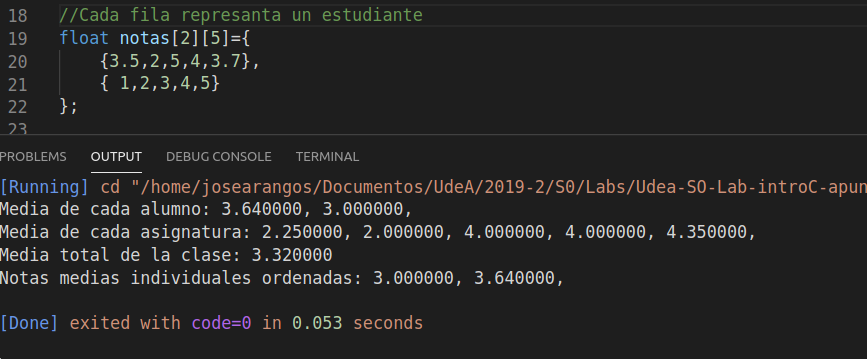 18 //Cada fila represanta un estudiante
19 float notas[2][5]={
20 {3.5,2,5,4,3.7},
21 { 1,2,3,4,5}
22 };
23
PROBLEMS OUTPUT DEBUG CONSOLE TERMINAL
[Running] cd "/home/josearangos/Documentos/UdeA/2019-2/S0/Labs/Udea-SO-Lab-introC-apun
Media de cada alumno: 3.640000, 3.000000,
Media de cada asignatura: 2.250000, 2.000000, 4.000000, 4.000000, 4.350000,
Media total de la clase: 3.320000
Notas medias individuales ordenadas: 3.000000, 3.640000,
[Done] exited with code=0 in 0.053 seconds